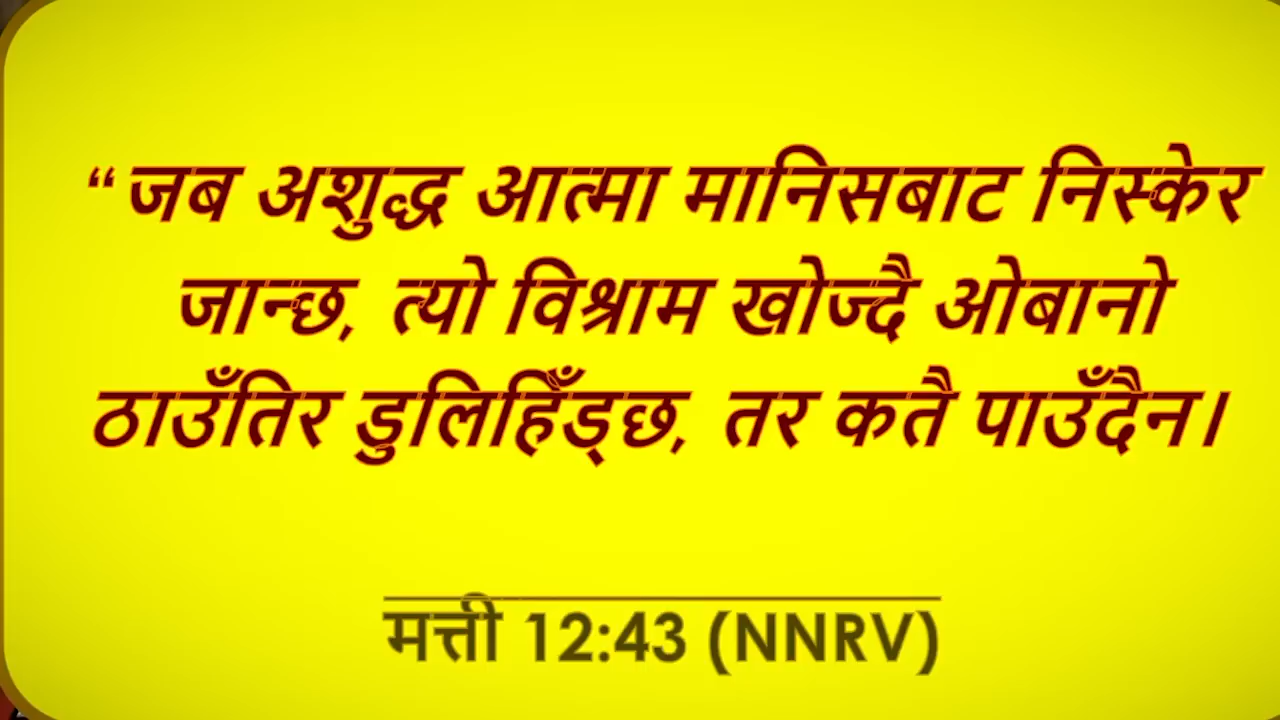 “जब अशुद्ध आत्मा मानिसबाट निस्केर
जान्छ, त्यो विश्राम खोज्दै ओबानो
ठाउँतिर डुलिहिँड्छ, तर कतै पाउँदैन।
मत्ती 12:43 (NNRV)